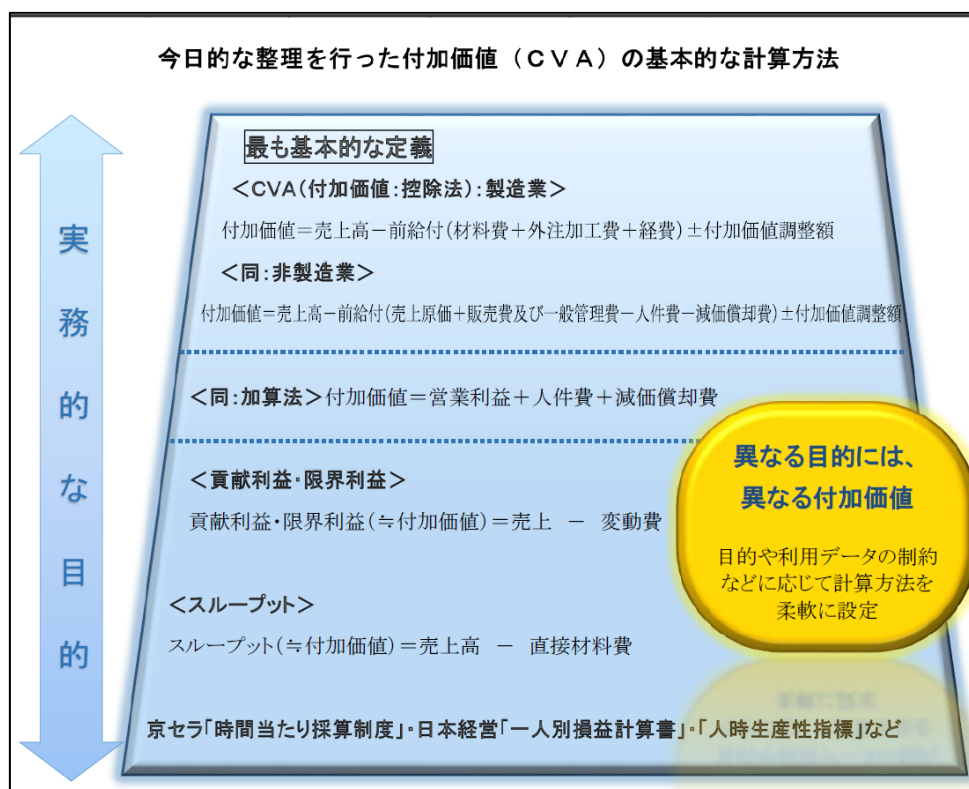 今日的な整理を行った付加価値（ＣＶＡ）の基本的な計算方法
実務的な目的
最も基本的な定義
＜CVA(付加価値：控除法)：製造業＞
付加価値＝売上高－前給付(材料費＋外注加工費＋経費)±付加価値調整額
＜同：非製造業＞
付加価値＝売上高－前給付(売上原価＋販売費及び一般管理費－人件費－減価償却費)±付加価値調整額
＜同：加算法＞付加価値＝営業利益＋人件費＋減価償却費
＜貢献利益・限界利益＞
貢献利益・限界利益(≒付加価値)＝売上　－　変動費
＜スループット＞
スループット(≒付加価値)＝売上高　－　直接材料費
異なる目的には、
異なる付加価値
目的や利用データの制約
などに応じて計算方法を
柔軟に設定
京セラ「時間当たり採算制度」・日本経営「一人別損益計算書」・「人時生産性指標」など